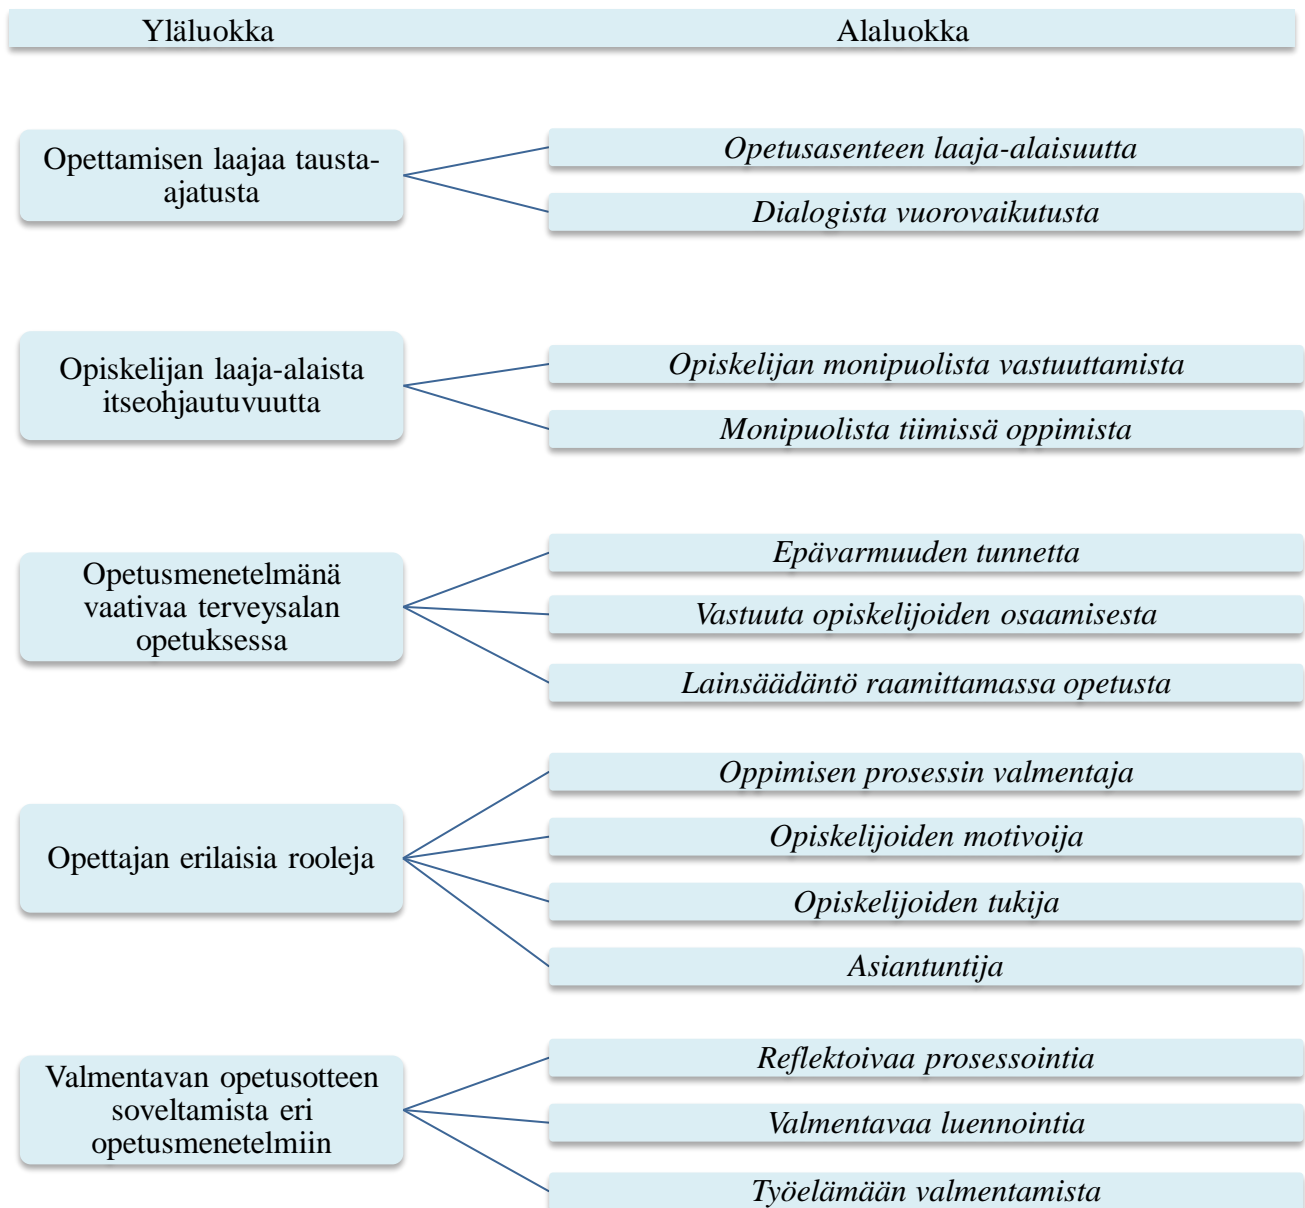 Yläluokka
Alaluokka
Opettamisen laajaa tausta-
ajatusta
Opetusasenteen laaja-alaisuutta
Dialogista vuorovaikutusta
Opiskelijan laaja-alaista
itseohjautuvuutta
Opiskelijan monipuolista vastuuttamista
Monipuolista tiimissä oppimista
Opetusmenetelmänä
vaativaa terveysalan
opetuksessa
Epävarmuuden tunnetta
Vastuuta opiskelijoiden osaamisesta
Lainsäädäntö raamittamassa opetusta
Opettajan erilaisia rooleja
Oppimisen prosessin valmentaja
Opiskelijoiden motivoija
Opiskelijoiden tukija
Asiantuntija
Valmentavan opetusotteen
soveltamista eri
opetusmenetelmiin
Reflektoivaa prosessointia
Valmentavaa luennointia
Työelämään valmentamista